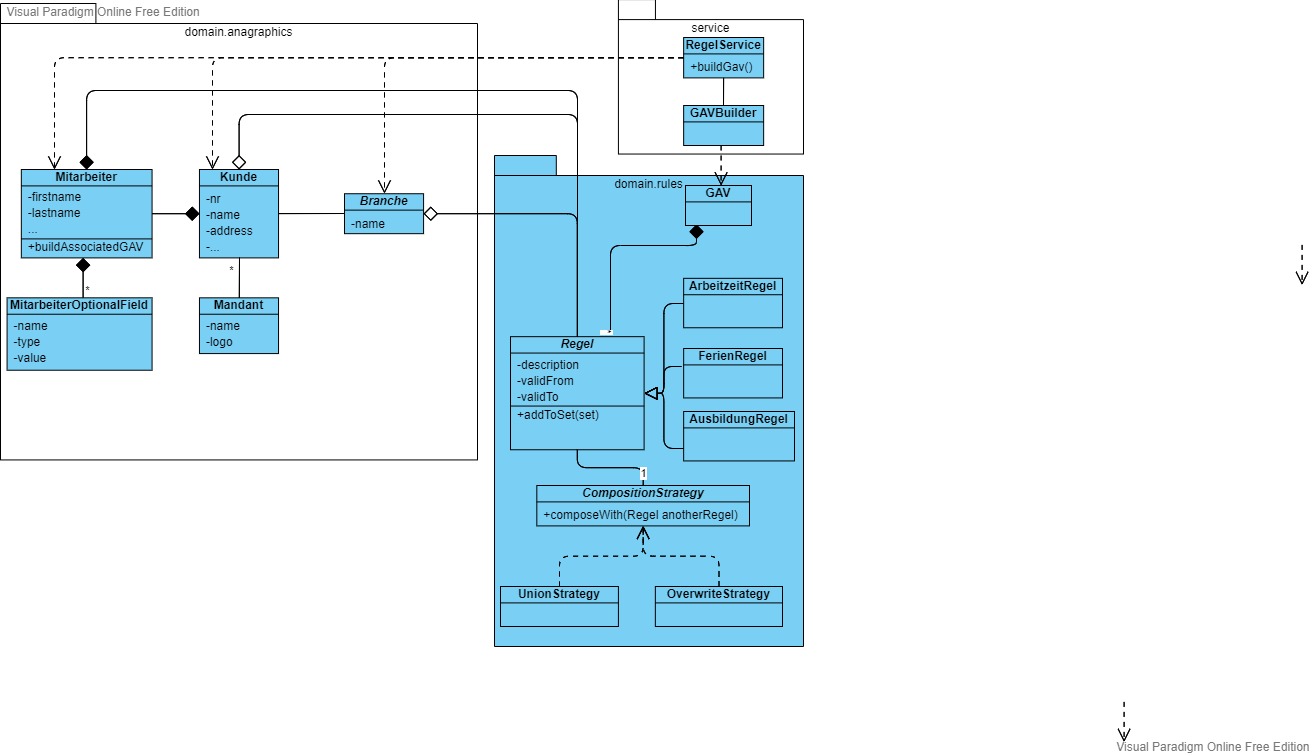 Visual Paradigm Online Free Edition
domain.anagraphics
service
RegelService
+buildGav()
GAVBuilder
Mitarbeiter
-firstname
-lastname
...
+buildAssociatedGAV
*
MitarbeiterOptionalField
-name
-type
-value
Kunde
-nr
-name
-address
-...
*
Mandant
-name
-logo
Branche
-name
domain.rules
GAV
ArbeitzeitRegel
FerienRegel
AusbildungRegel
Regel
-description
-validFrom
-validTo
+addToSet(set)
1
CompositionStrategy
+composeWith(Regel anotherRegel)
UnionStrategy
OverwriteStrategy
Visual Paradigm Online Free Edition